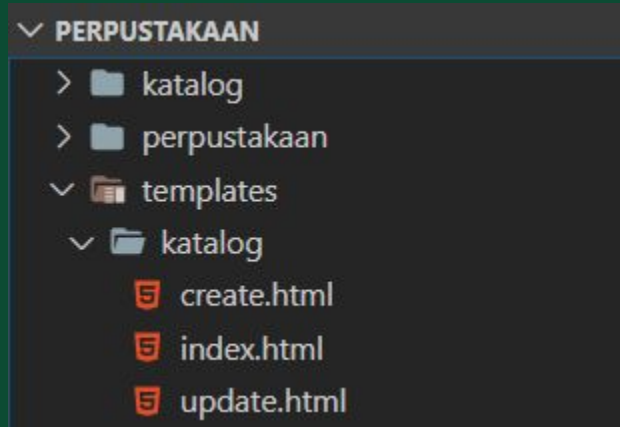 PERPUSTAKAAN
katalog
perpustakaan
templates
katalog
create.html
index.html
update.html